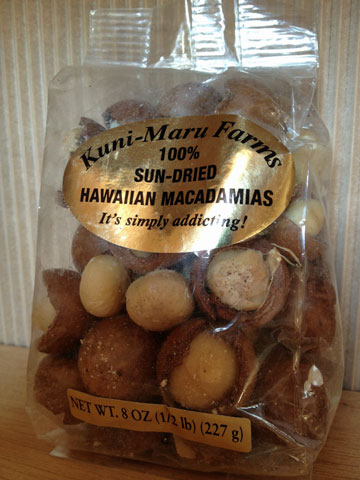 Kuni-Maru Farms
100%
SUN-DRIED
HAWAIIAN MACADAMIAS
It's simply addicting!
NET WT. 8 OZ (1/2 lb) (227 g)